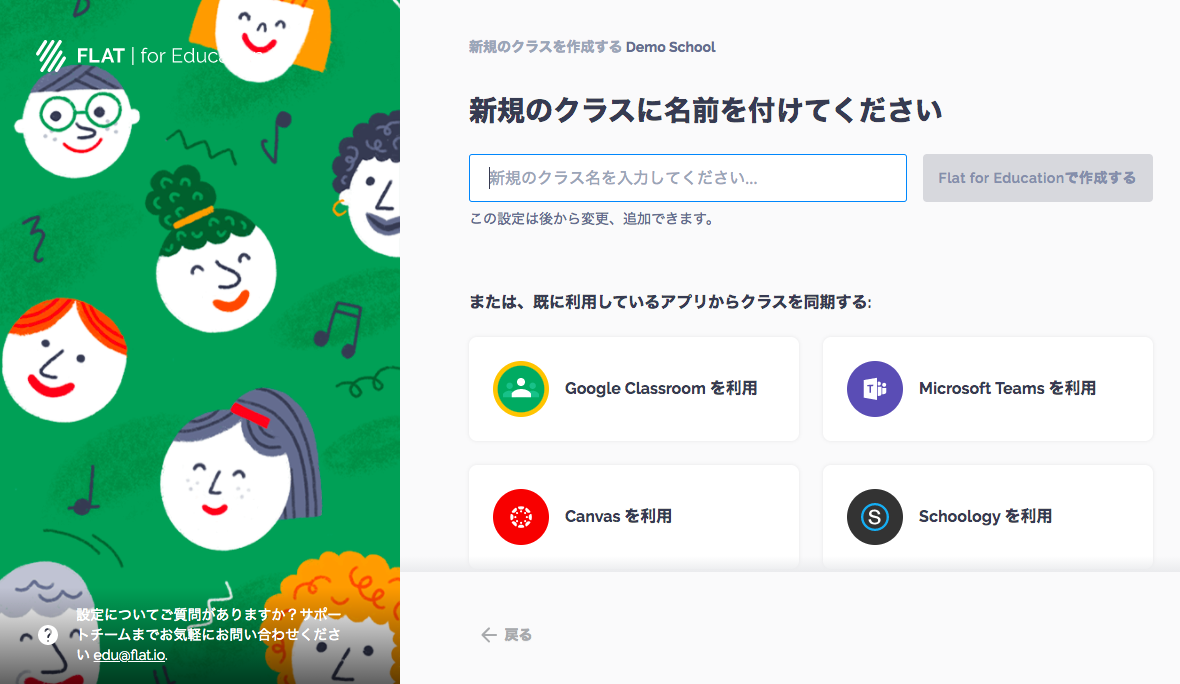 FLAT | for Educ
設定についてご質問がありますか？サポー
トチームまでお気軽にお問い合わせくださ
い edu@flat.io.
新規のクラスを作成する Demo School
新規のクラスに名前を付けてください
新規のクラス名を入力してください...
Flat for Educationで作成する
この設定は後から変更、追加できます。
または、既に利用しているアプリからクラスを同期する:
Google Classroom を利用
Microsoft Teams を利用
Canvas を利用
Schoology を利用
戻る